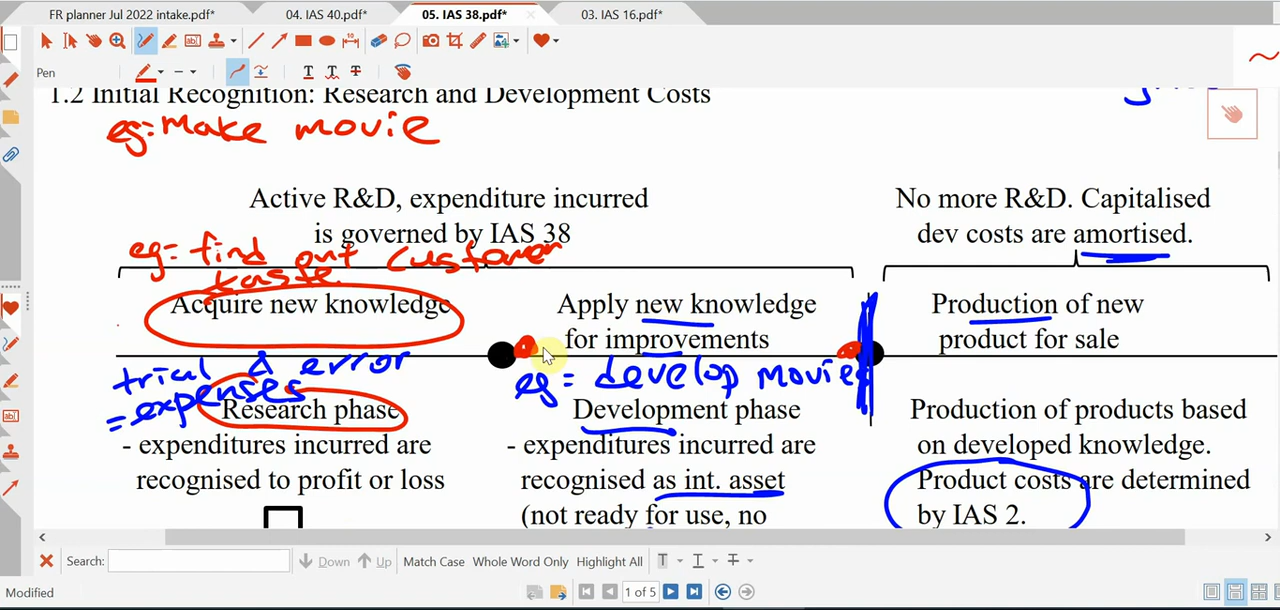 FR planner Jul 2022 intake.pdf*
04. IAS 40.pdf*
05. IAS 38.pdf*
03. IAS 16.pdf*
Pen
1.2 Initial Recognition: Research and Development Costs
eg: Make movie
Active R&D, expenditure incurred
is governed by IAS 38
No more R&D. Capitalised
dev costs are amortised.
eg= find out customer
taste
Acquire new knowledge
Apply new knowledge
for improvements
Production of new
product for sale
trial & error
= expenses
eg = develop movie
Research phase
- expenditures incurred are
recognised to profit or loss
Development phase
- expenditures incurred are
recognised as int. asset
(not ready for use, no
Production of products based
on developed knowledge.
Product costs are determined
by IAS 2.
Search:
Down
Up
Match Case
Whole Word Only
Highlight All
Modified
1 of 5